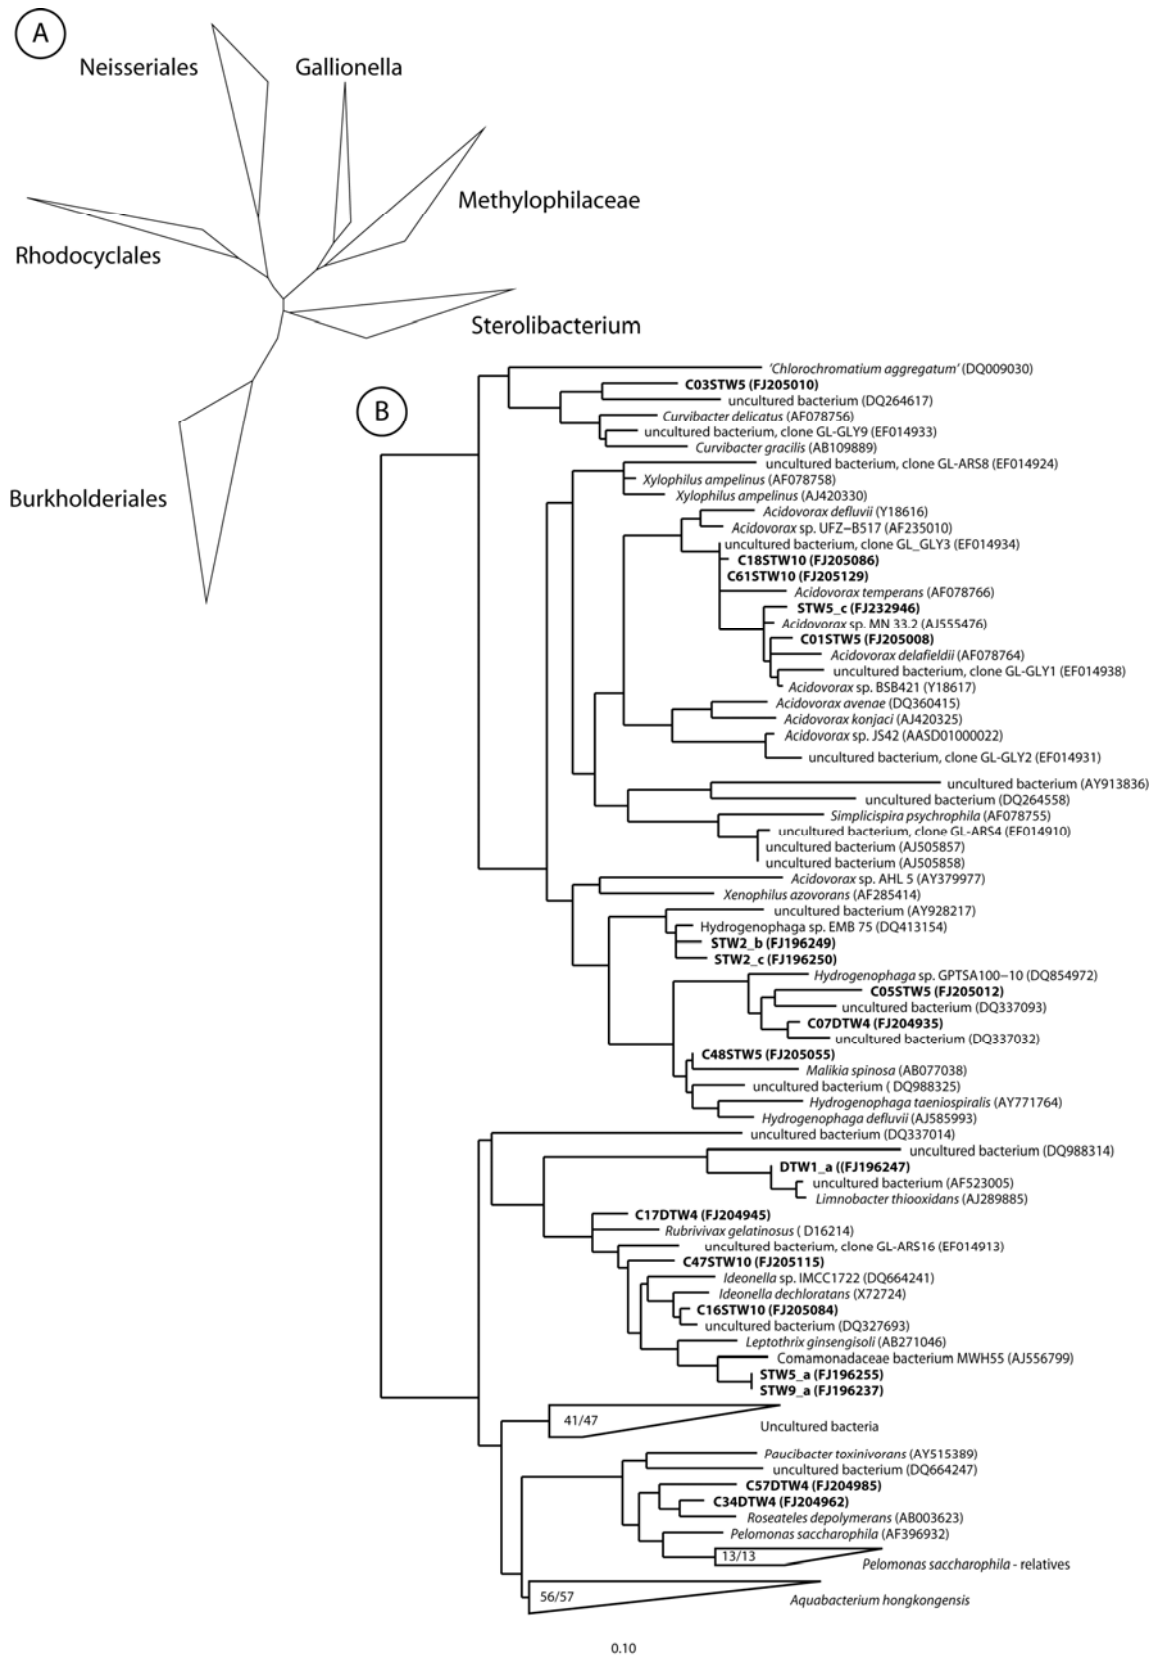 A
Neisseriales
Gallionella
Methylophilaceae
Rhodocyclales
Sterolibacterium
Burkholderiales
B
'Chlorochromatium aggregatum' (DQ009030)
C03STW5 (FJ205010)
uncultured bacterium (DQ264617)
Curvibacter delicatus (AF078756)
uncultured bacterium, clone GL-GLY9 (EF014933)
Curvibacter gracilis (AB109889)
uncultured bacterium, clone GL-ARS8 (EF014924)
Xylophilus ampelinus (AF078758)
Xylophilus ampelinus (AJ420330)
Acidovorax defluvii (Y18616)
Acidovorax sp. UFZ−B517 (AF235010)
uncultured bacterium, clone GL_GLY3 (EF014934)
C18STW10 (FJ205086)
C61STW10 (FJ205129)
Acidovorax temperans (AF078766)
STW5_c (FJ232946)
Acidovorax sp. MN 33.2 (AJ555476)
C01STW5 (FJ205008)
Acidovorax delafieldii (AF078764)
uncultured bacterium, clone GL-GLY1 (EF014938)
Acidovorax sp. BSB421 (Y18617)
Acidovorax avenae (DQ360415)
Acidovorax konjaci (AJ420325)
Acidovorax sp. JS42 (AASD01000022)
uncultured bacterium, clone GL-GLY2 (EF014931)
uncultured bacterium (AY913836)
uncultured bacterium (DQ264558)
Simplicispira psychrophila (AF078755)
uncultured bacterium, clone GL-ARS4 (EF014910)
uncultured bacterium (AJ505857)
uncultured bacterium (AJ505858)
Acidovorax sp. AHL 5 (AY379977)
Xenophilus azovorans (AF285414)
uncultured bacterium (AY928217)
Hydrogenophaga sp. EMB 75 (DQ413154)
STW2_b (FJ196249)
STW2_c (FJ196250)
Hydrogenophaga sp. GPTSA100−10 (DQ854972)
C05STW5 (FJ205012)
uncultured bacterium (DQ337093)
C07DTW4 (FJ204935)
uncultured bacterium (DQ337032)
C48STW5 (FJ205055)
Malikia spinosa (AB077038)
uncultured bacterium ( DQ988325)
Hydrogenophaga taeniospiralis (AY771764)
Hydrogenophaga defluvii (AJ585993)
uncultured bacterium (DQ337014)
uncultured bacterium (DQ988314)
DTW1_a ((FJ196247)
uncultured bacterium (AF523005)
Limnobacter thiooxidans (AJ289885)
C17DTW4 (FJ204945)
Rubrivivax gelatinosus ( D16214)
uncultured bacterium, clone GL-ARS16 (EF014913)
C47STW10 (FJ205115)
Ideonella sp. IMCC1722 (DQ664241)
Ideonella dechloratans (X72724)
C16STW10 (FJ205084)
uncultured bacterium (DQ327693)
Leptothrix ginsengisoli (AB271046)
Comamonadaceae bacterium MWH55 (AJ556799)
STW5_a (FJ196255)
STW9_a (FJ196237)
41/47
Uncultured bacteria
Paucibacter toxinivorans (AY515389)
uncultured bacterium (DQ664247)
C57DTW4 (FJ204985)
C34DTW4 (FJ204962)
Roseateles depolymerans (AB003623)
Pelomonas saccharophila (AF396932)
13/13
Pelomonas saccharophila - relatives
56/57
Aquabacterium hongkongensis
0.10